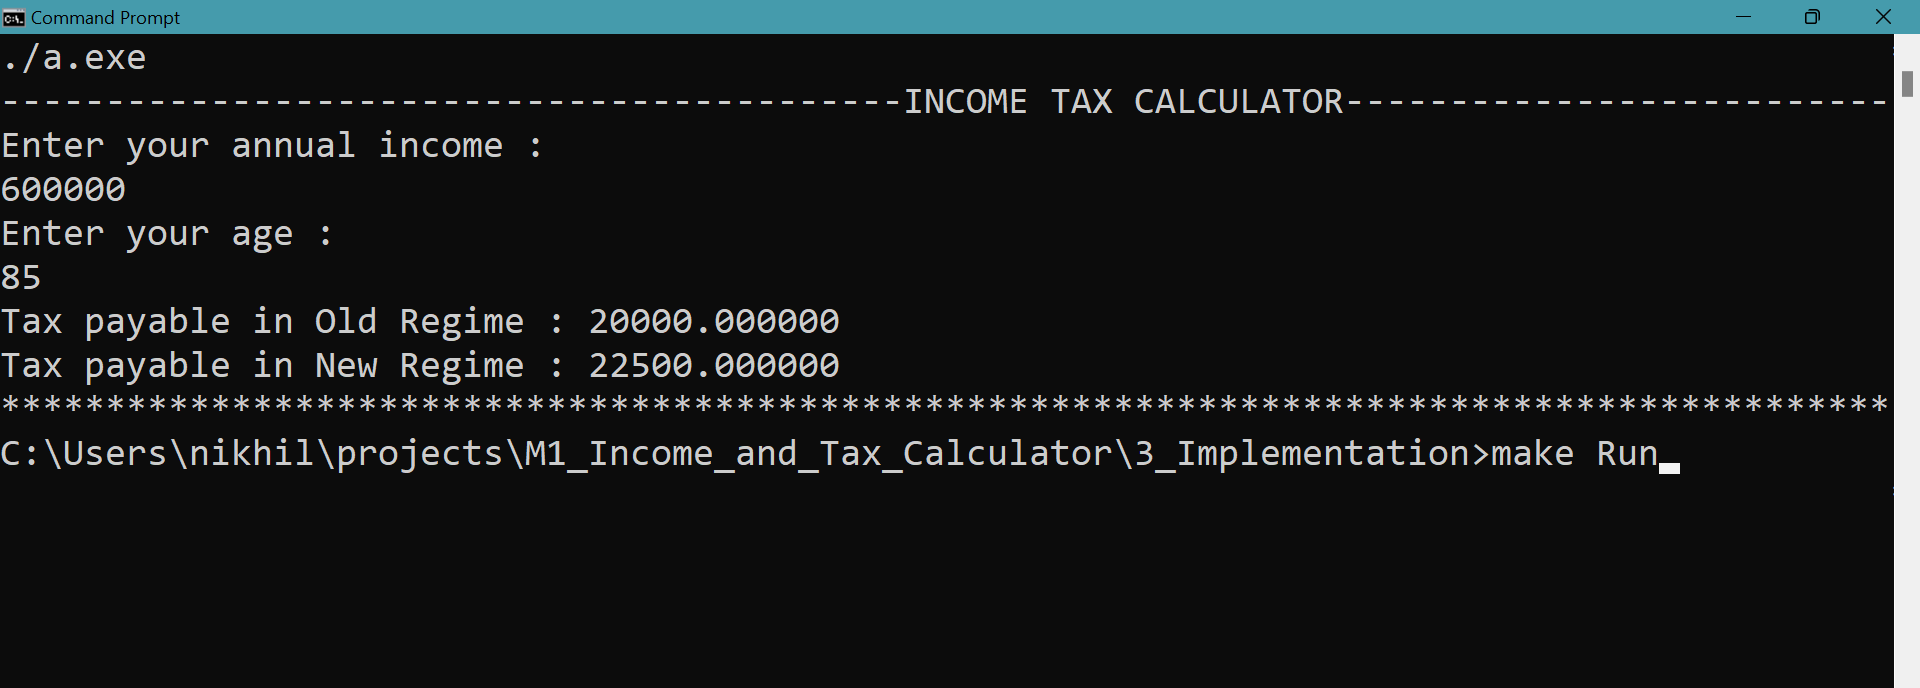 Command Prompt
./a.exe
-------------------------------------------INCOME TAX CALCULATOR--------------------------
Enter your annual income :
600000
Enter your age :
85
Tax payable in Old Regime : 20000.000000
Tax payable in New Regime : 22500.000000
******************************************************************************************
C:\Users\nikhil\projects\M1_Income_and_Tax_Calculator\3_Implementation>make Run_